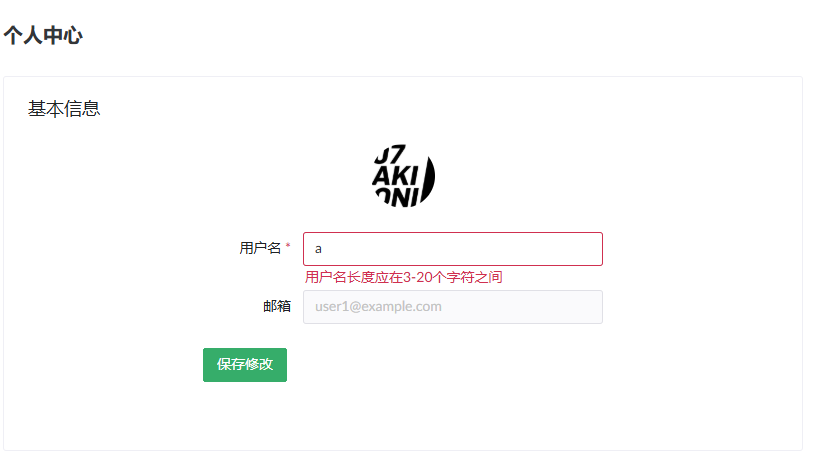 个人中心
基本信息
J7
AKI
ONI
用户名 *
a
用户名长度应在3-20个字符之间
邮箱
user1@example.com
保存修改